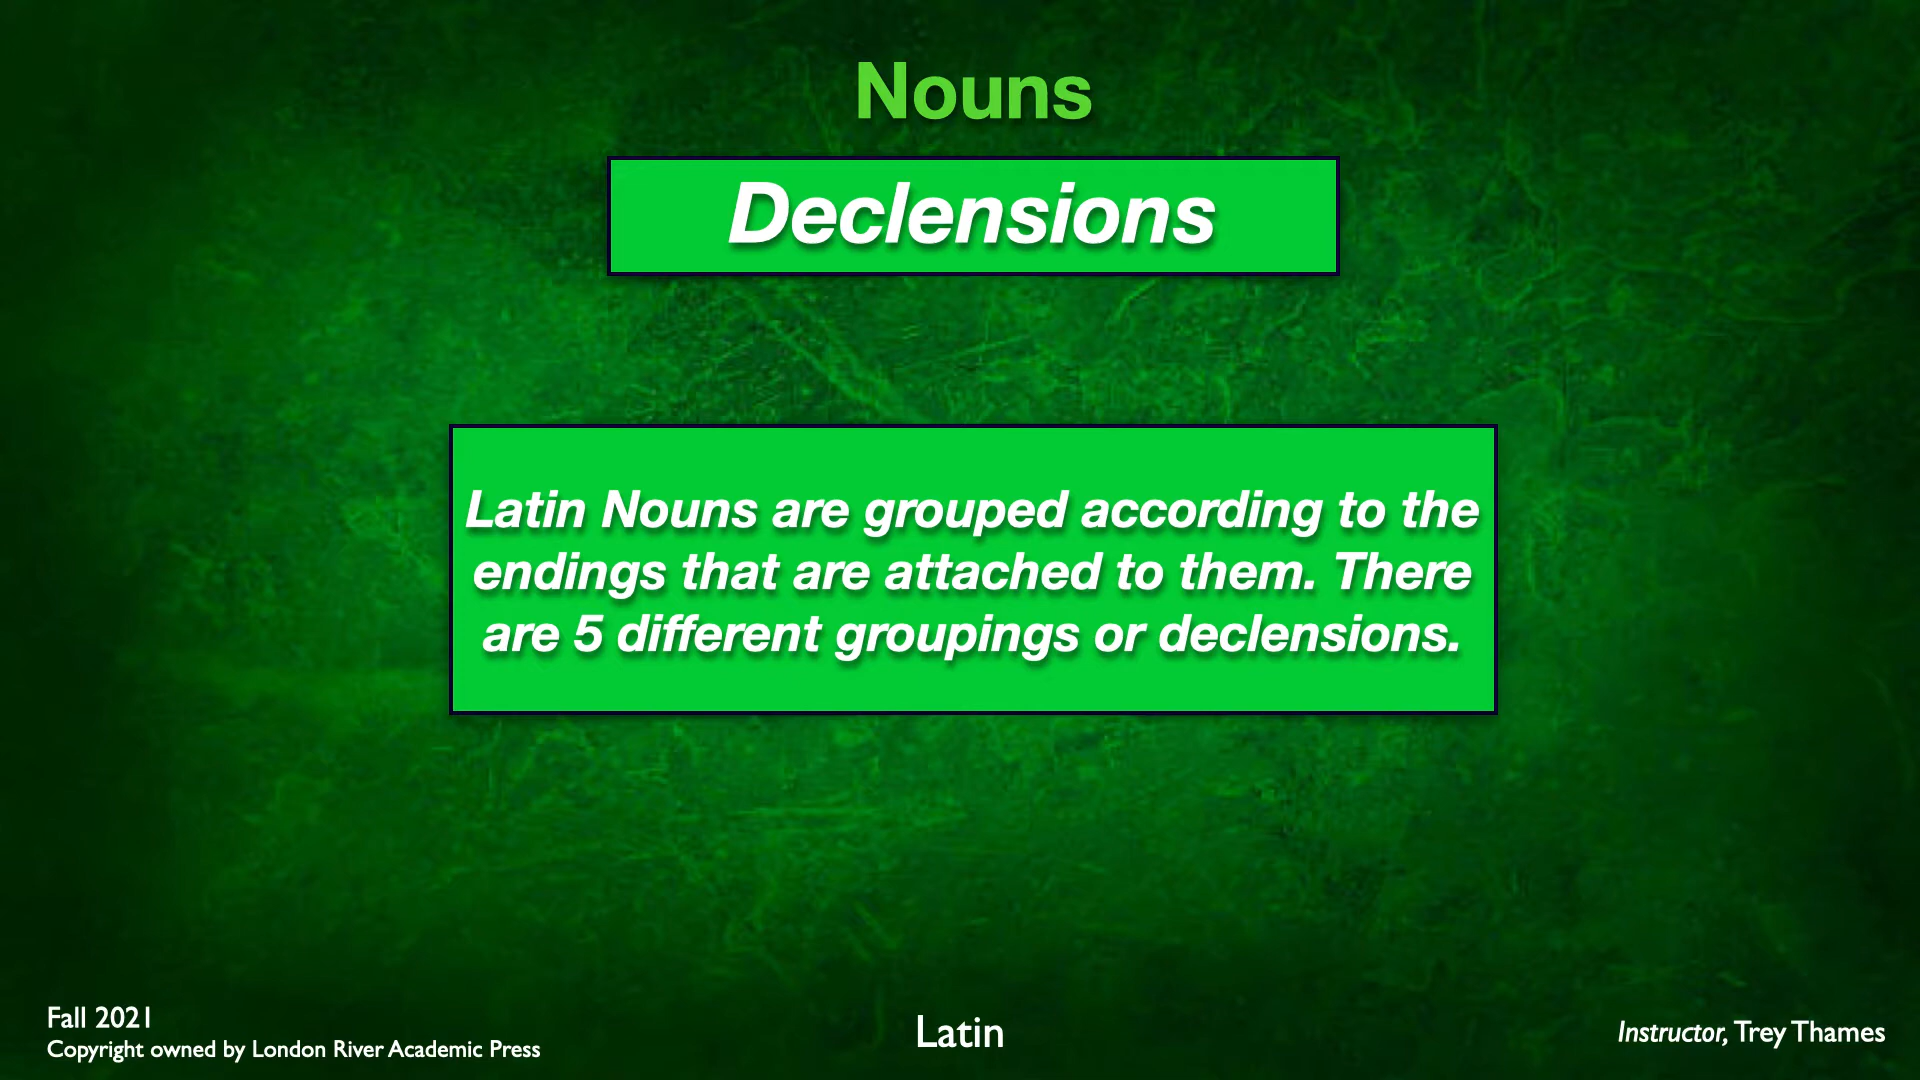 Nouns
Declensions
Latin Nouns are grouped according to the
endings that are attached to them. There
are 5 different groupings or declensions.
Fall 2021
Copyright owned by London River Academic Press
Latin
Instructor, Trey Thames